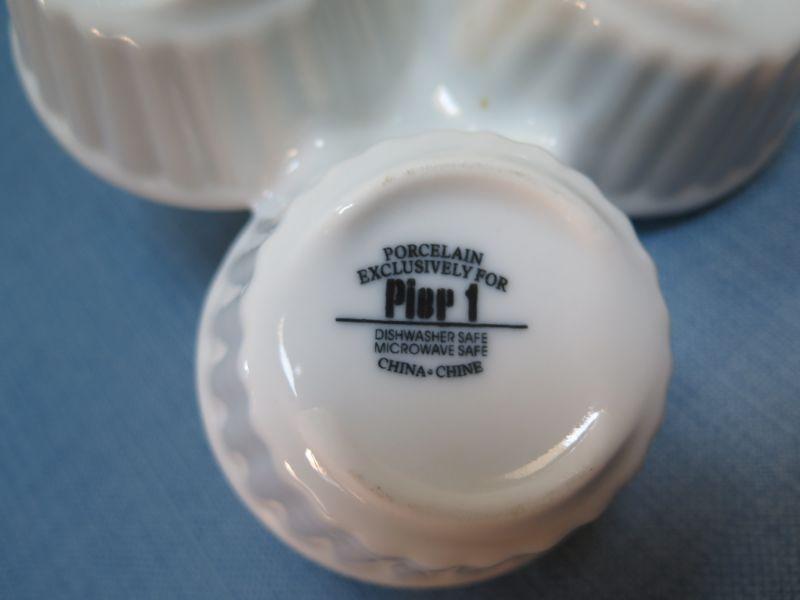 PORCELAIN
EXCLUSIVELY FOR
Pier 1
DISHWASHER SAFE
MICROWAVE SAFE
CHINA • CHINE